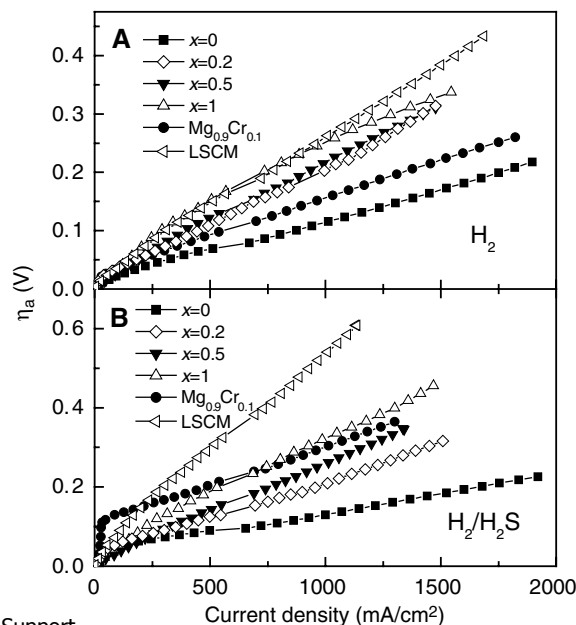 A
x=0
x=0.2
x=0.5
x=1
Mg0.9Cr0.1
LSCM
H2
0.4
0.3
0.2
0.1
0.0
ηa (V)
B
x=0
x=0.2
x=0.5
x=1
Mg0.9Cr0.1
LSCM
H2/H2S
0.6
0.4
0.2
0.0
0 500 1000 1500 2000
Current density (mA/cm²)
Support